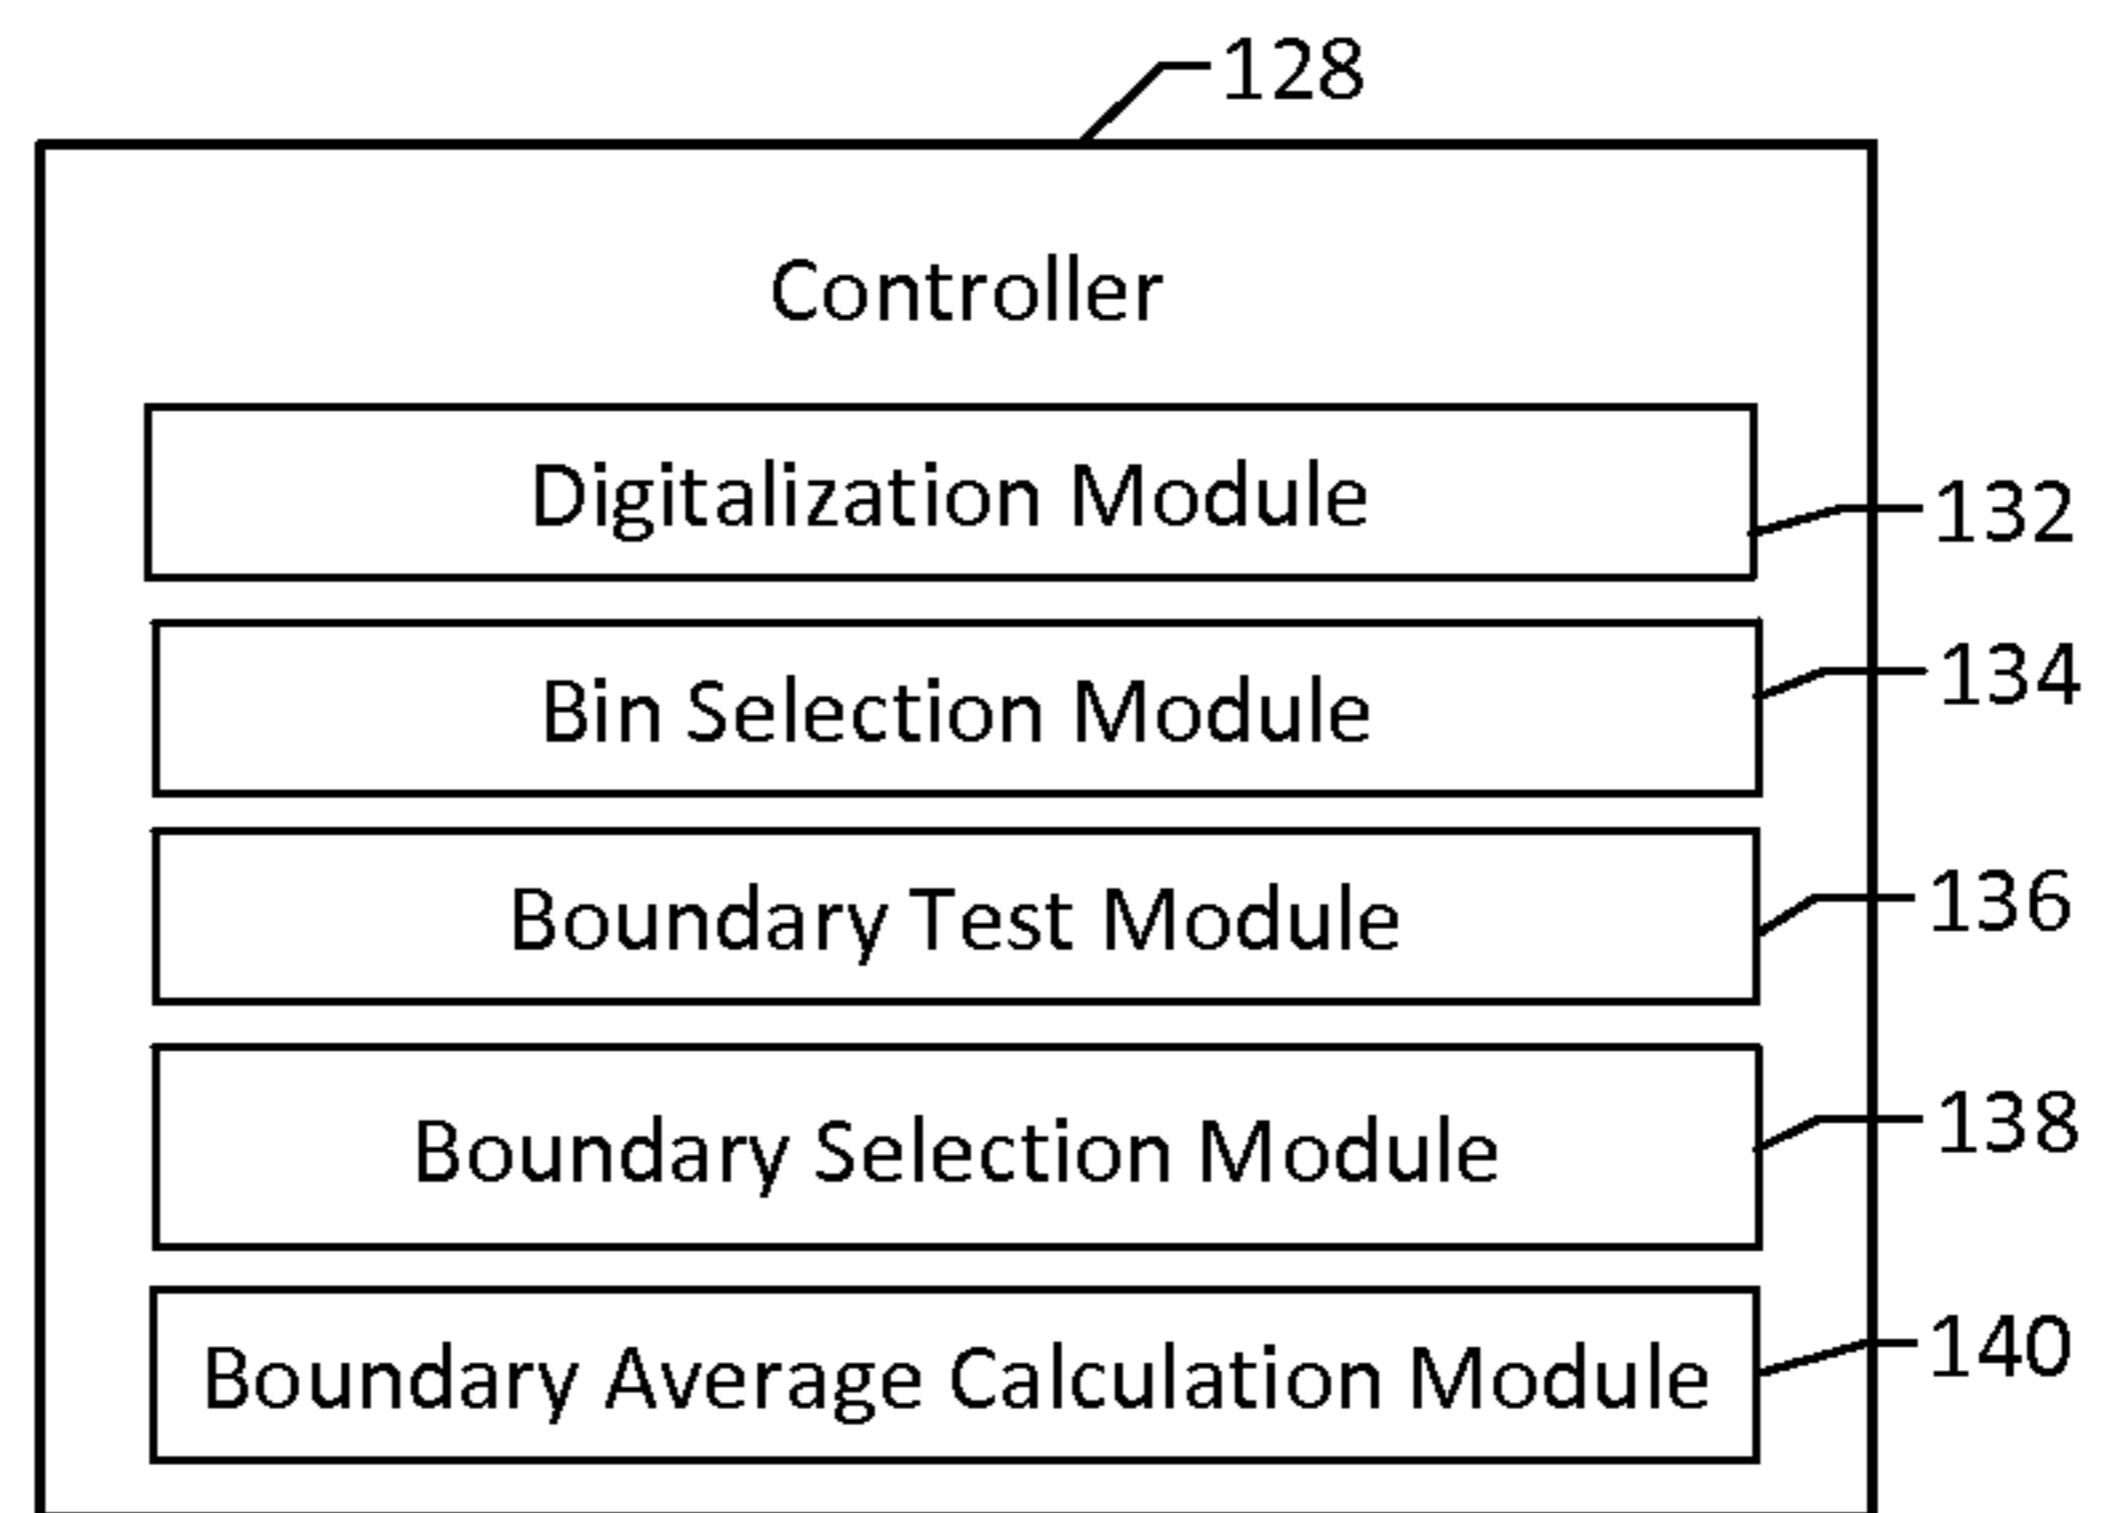 128
Controller
Digitalization Module
132
Bin Selection Module
134
Boundary Test Module
136
Boundary Selection Module
138
Boundary Average Calculation Module
140